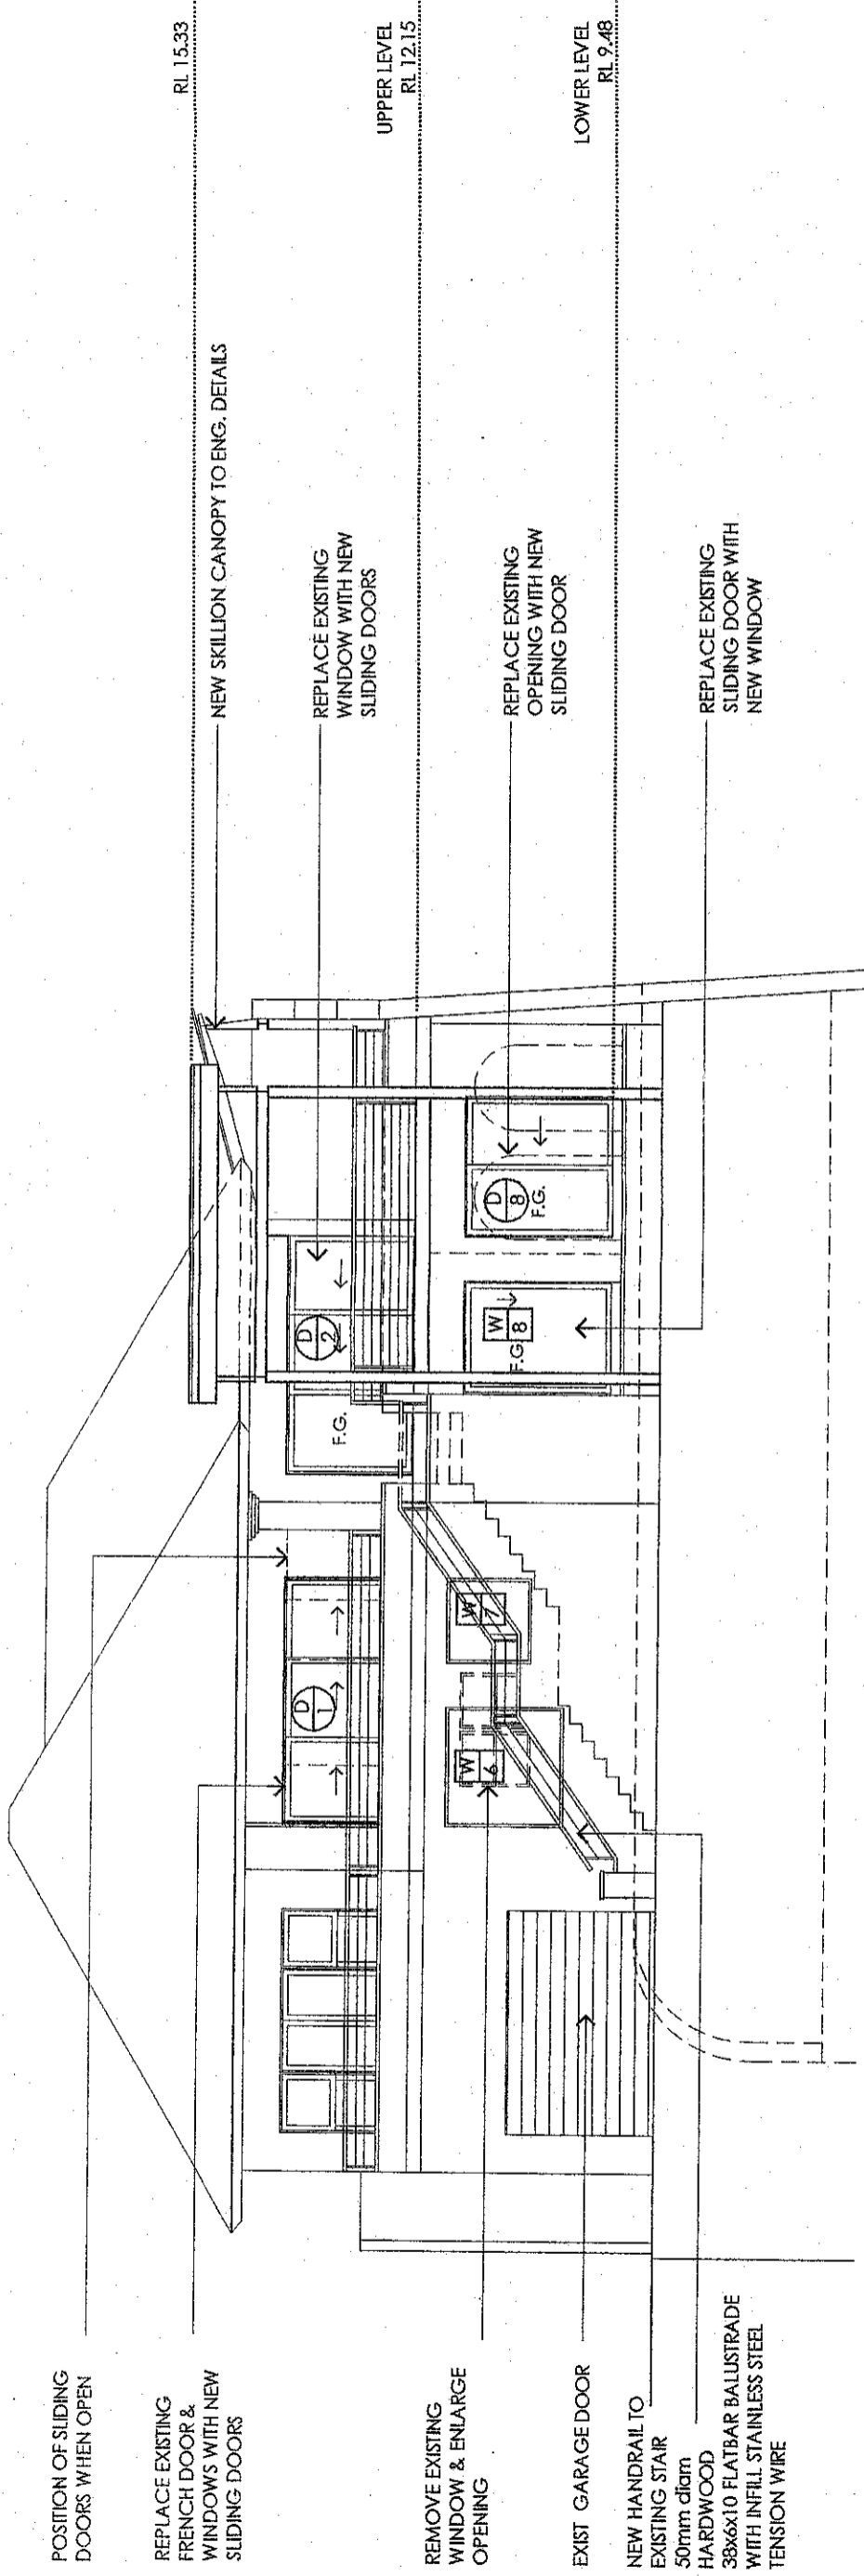 POSITION OF SLIDING
DOORS WHEN OPEN
REPLACE EXISTING
FRENCH DOOR &
WINDOWS WITH NEW
SLIDING DOORS
REMOVE EXISTING
WINDOW & ENLARGE
OPENING
EXIST GARAGE DOOR
NEW HANDRAIL TO
EXISTING STAIR
50mm diam
HARDWOOD
38x6x10 FLATBAR BALUSTRADE
WITH INFILL STAINLESS STEEL
TENSION WIRE
D
1
W
6
W
7
F.G.
D
2
W
8
F.G
D
8
F.G.
NEW SKILLION CANOPY TO ENG. DETAILS
REPLACE EXISTING
WINDOW WITH NEW
SLIDING DOORS
REPLACE EXISTING
OPENING WITH NEW
SLIDING DOOR
REPLACE EXISTING
SLIDING DOOR WITH
NEW WINDOW
RL 15.33
UPPER LEVEL
RL 12.15
LOWER LEVEL
RL 9.48